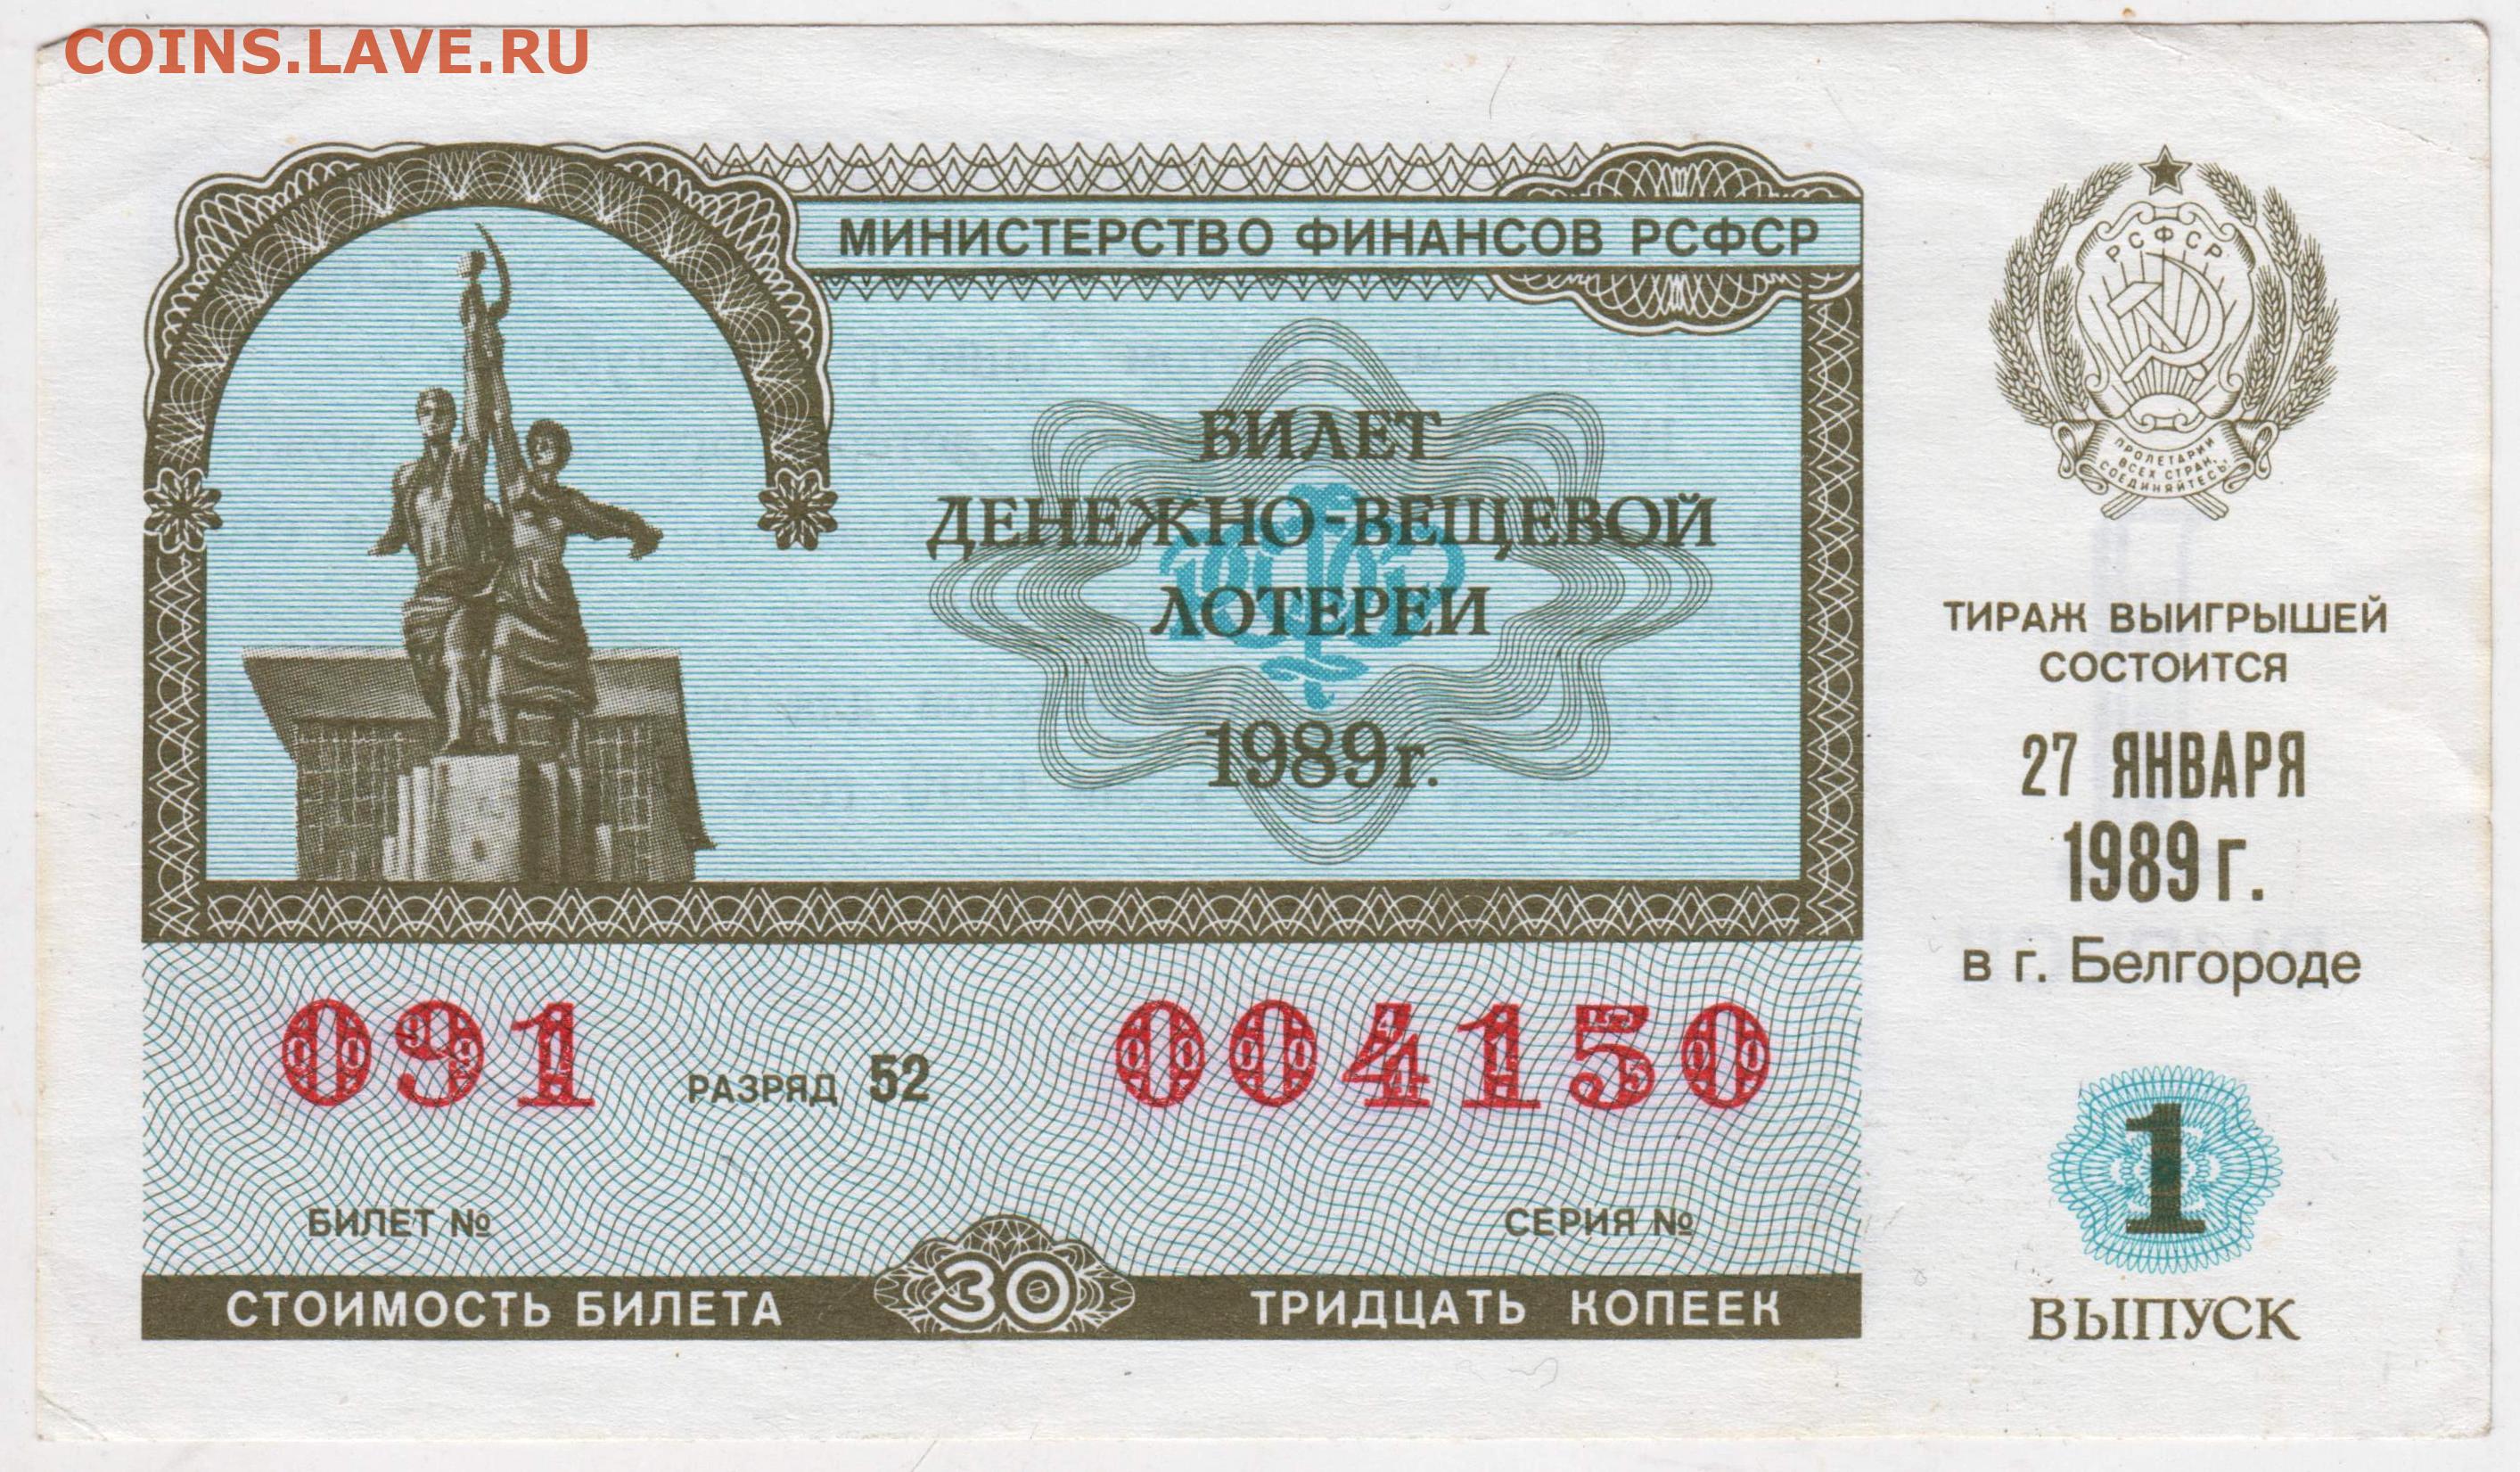 COINS.LAVE.RU
МИНИСТЕРСТВО ФИНАНСОВ РСФСР
БИЛЕТ
ДЕНЕЖНО-ВЕЩЕВОЙ
ЛОТЕРЕИ
1989г.
091
РАЗРЯД 52
004150
БИЛЕТ №
СЕРИЯ №
СТОИМОСТЬ БИЛЕТА
30
ТРИДЦАТЬ КОПЕЕК
РСФСР
ПРОЛЕТАРИИ
ВСЕХ СТРАН,
СОЕДИНЯЙТЕСЬ!
ТИРАЖ ВЫИГРЫШЕЙ
СОСТОИТСЯ
27 ЯНВАРЯ
1989 г.
в г. Белгороде
1
ВЫПУСК